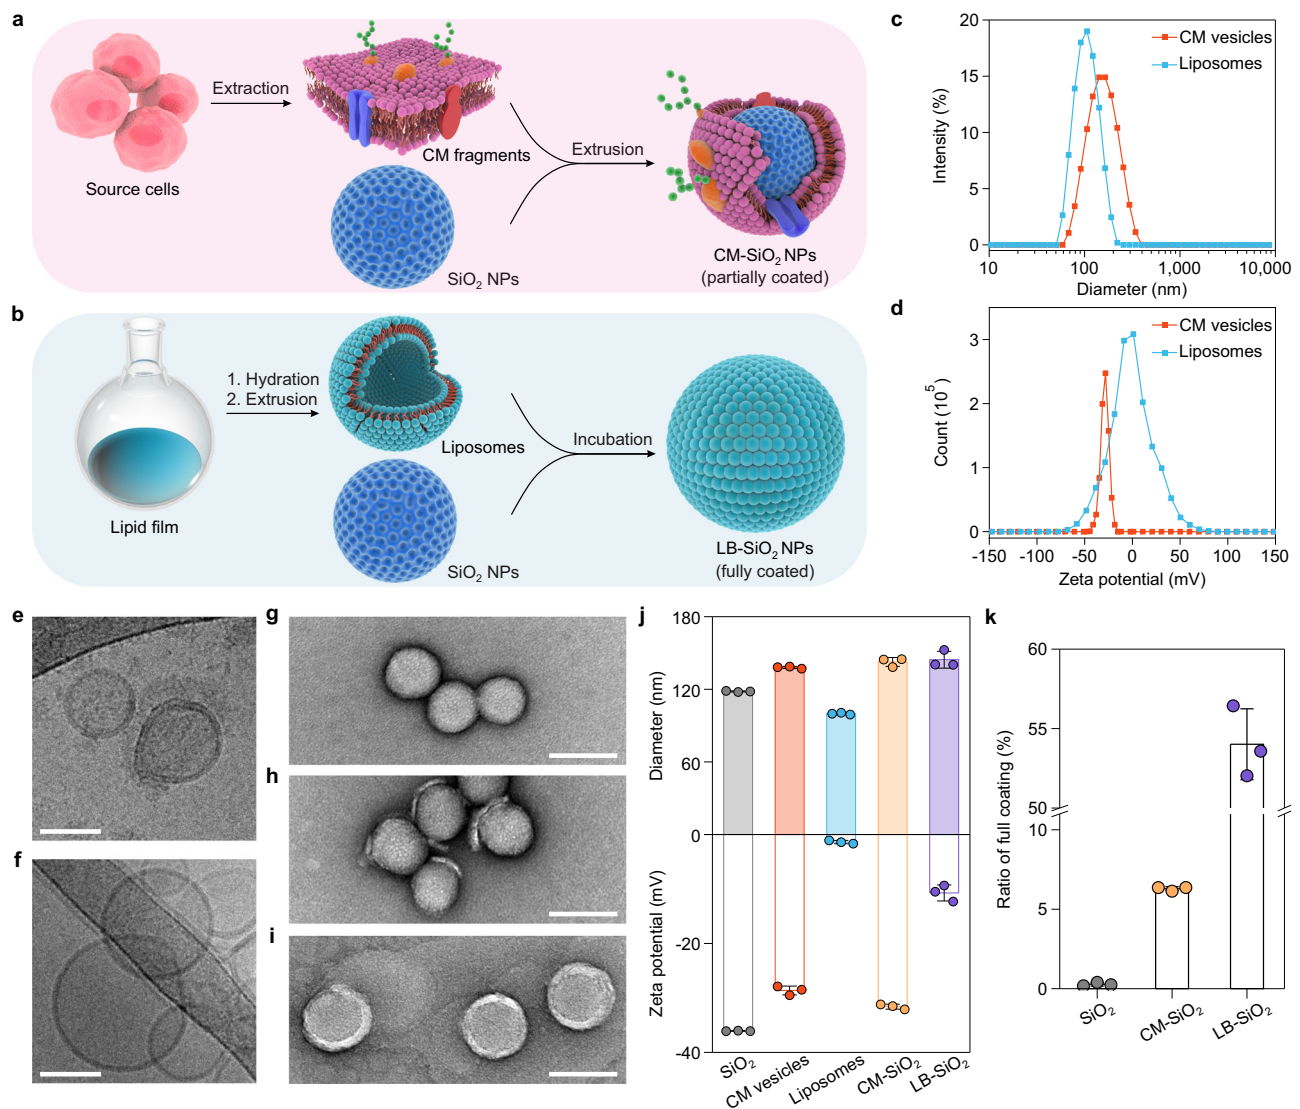 a
Source cells
Extraction
CM fragments
SiO₂ NPs
Extrusion
CM-SiO₂ NPs
(partially coated)
b
Lipid film
1. Hydration
2. Extrusion
Liposomes
SiO₂ NPs
Incubation
LB-SiO₂ NPs
(fully coated)
c
Intensity (%)
20
15
10
5
0
CM vesicles
Liposomes
10
100
1,000
10,000
Diameter (nm)
d
Count (10⁵)
3
2
1
0
CM vesicles
Liposomes
-150
-100
-50
0
50
100
150
Zeta potential (mV)
e
f
g
h
i
j
Diameter (nm)
180
120
60
0
Zeta potential (mV)
-20
-40
SiO₂
CM vesicles
Liposomes
CM-SiO₂
LB-SiO₂
k
Ratio of full coating (%)
60
55
50
10
5
0
SiO₂
CM-SiO₂
LB-SiO₂